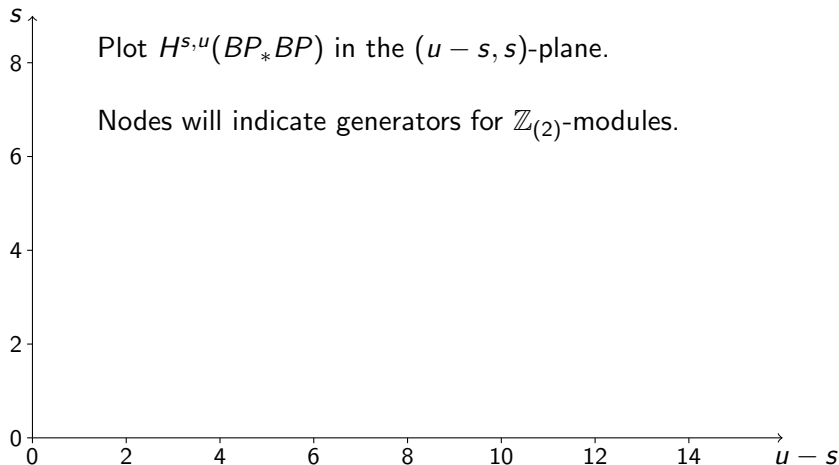 s
8
Plot $H^{s,u}(BP_*BP)$ in the $(u - s, s)$-plane.
Nodes will indicate generators for $\mathbb{Z}_{(2)}$-modules.
6
4
2
0
0 2 4 6 8 10 12 14 u − s